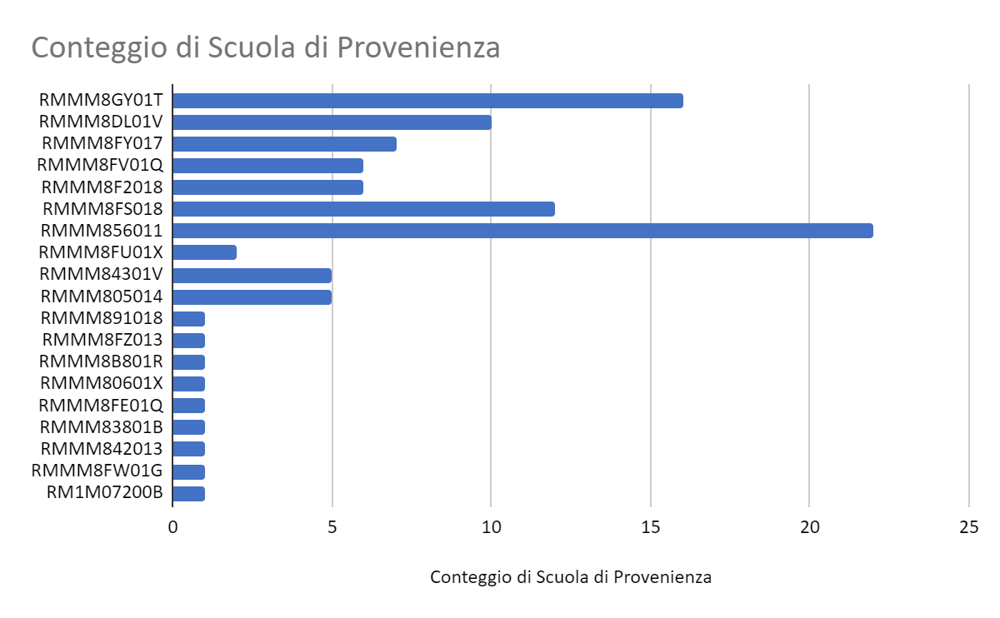 Conteggio di Scuola di Provenienza
RMMM8GY01T
RMMM8DL01V
RMMM8FY017
RMMM8FV01Q
RMMM8F2018
RMMM8FS018
RMMM856011
RMMM8FU01X
RMMM84301V
RMMM805014
RMMM891018
RMMM8FZ013
RMMM8B801R
RMMM80601X
RMMM8FE01Q
RMMM83801B
RMMM842013
RMMM8FW01G
RM1M07200B
0 5 10 15 20 25
Conteggio di Scuola di Provenienza